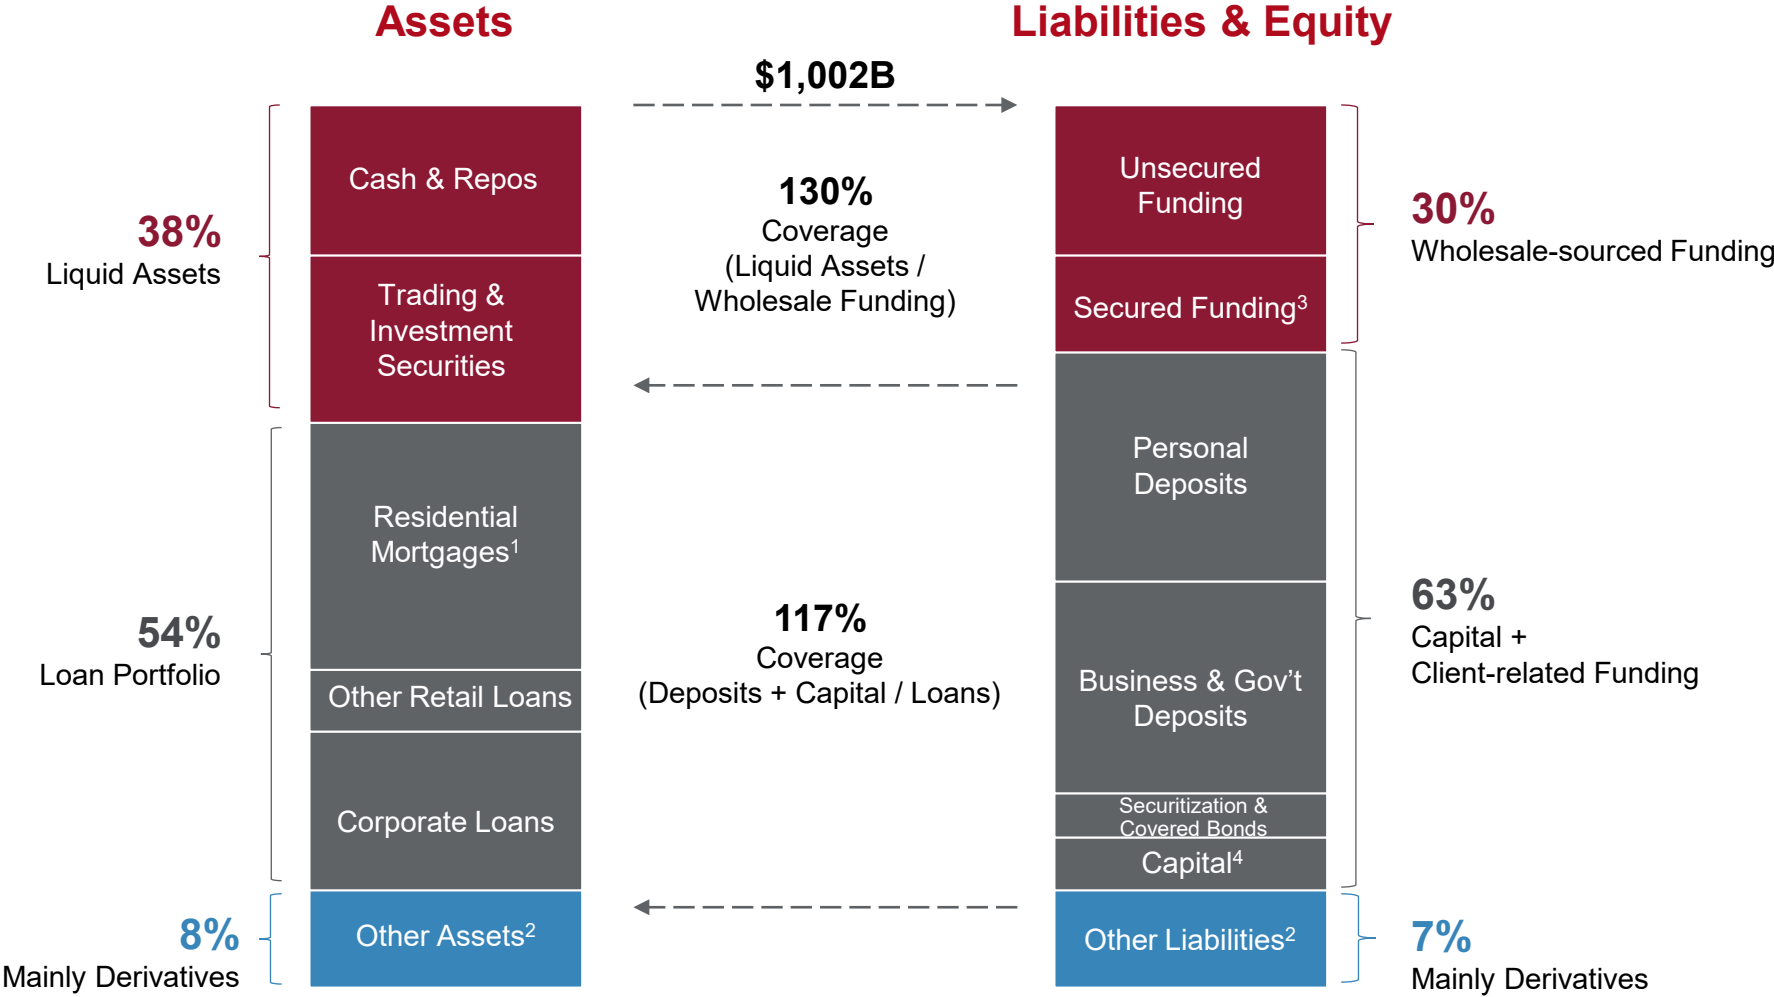 Assets
Liabilities & Equity
$1,002B
38%
Liquid Assets
Cash & Repos
Trading &
Investment
Securities
130%
Coverage
(Liquid Assets /
Wholesale Funding)
Unsecured
Funding
Secured Funding³
30%
Wholesale-sourced Funding
54%
Loan Portfolio
Residential
Mortgages¹
Other Retail Loans
Corporate Loans
117%
Coverage
(Deposits + Capital / Loans)
Personal
Deposits
Business & Gov’t
Deposits
Securitization &
Covered Bonds
Capital⁴
63%
Capital +
Client-related Funding
8%
Mainly Derivatives
Other Assets²
Other Liabilities²
7%
Mainly Derivatives